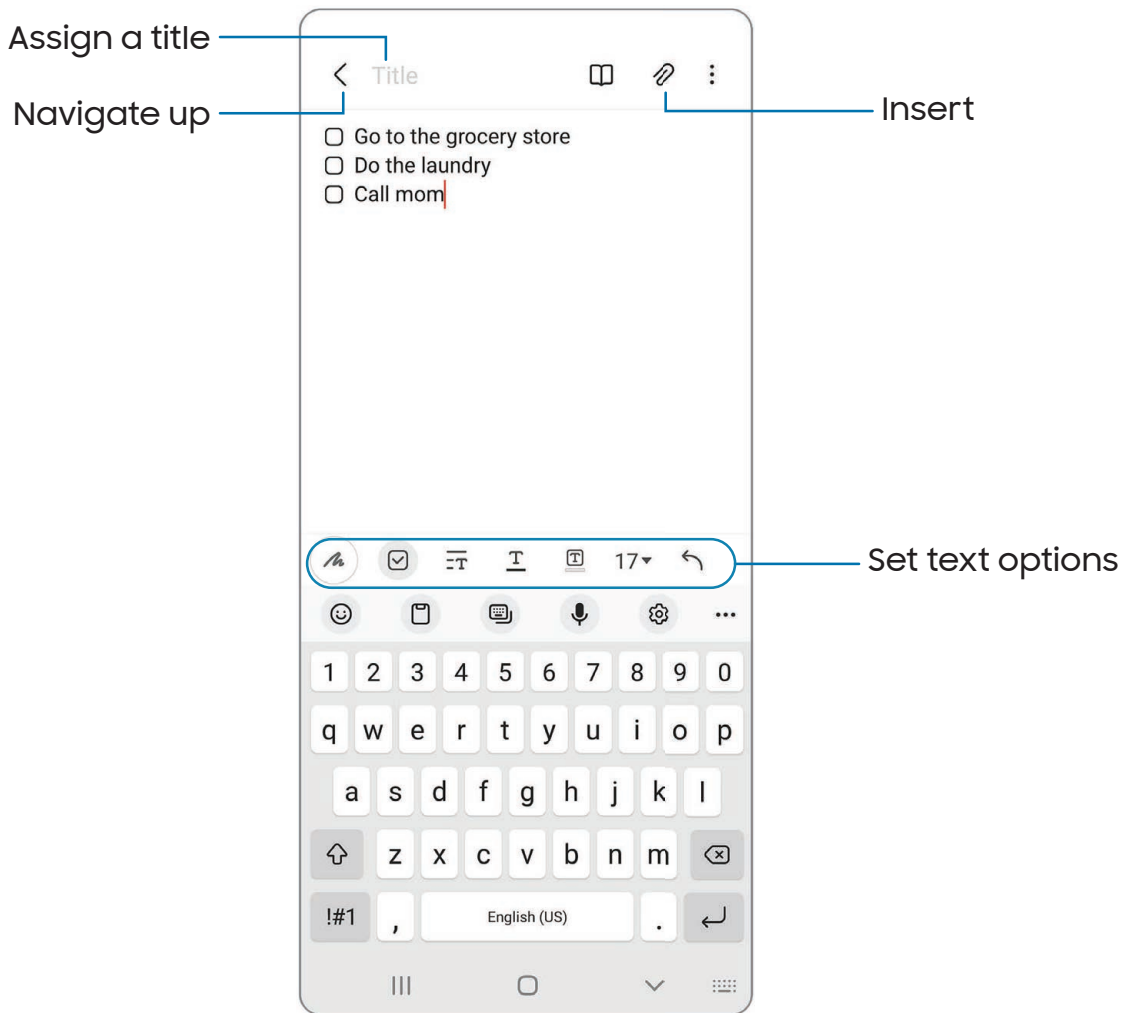 Assign a title
Title
Navigate up
Insert
Go to the grocery store
Do the laundry
Call mom
T T T 17
Set text options
1 2 3 4 5 6 7 8 9 0
q w e r t y u i o p
a s d f g h j k l
z x c v b n m
!#1 , English (US) .